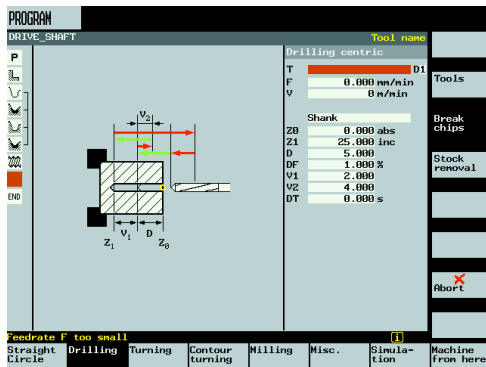 PROGRAM
DRIVE_SHAFT
Tool name
P
END
V2
V1
D
Z1
Z0
Drilling centric
T D1
F 0.000 mm/min
V 0 m/min
Shank
Z0 0.000 abs
Z1 25.000 inc
D 5.000
DF 1.000 %
V1 2.000
V2 4.000
DT 0.000 s
Tools
Break
chips
Stock
removal
Abort
Feedrate F too small
i
Straight
Circle
Drilling
Turning
Contour
turning
Milling
Misc.
Simula-
tion
Machine
from here